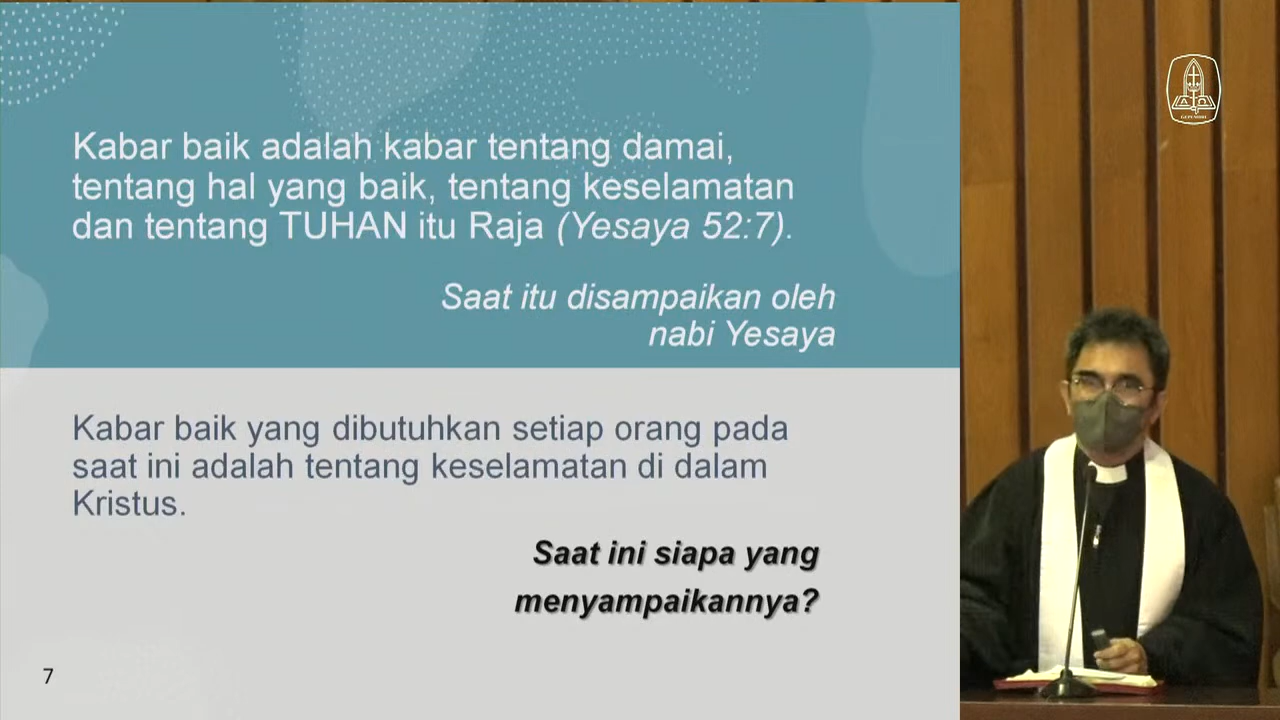 Kabar baik adalah kabar tentang damai,
tentang hal yang baik, tentang keselamatan
dan tentang TUHAN itu Raja (Yesaya 52:7).
Saat itu disampaikan oleh
nabi Yesaya
Kabar baik yang dibutuhkan setiap orang pada
saat ini adalah tentang keselamatan di dalam
Kristus.
Saat ini siapa yang
menyampaikannya?
7